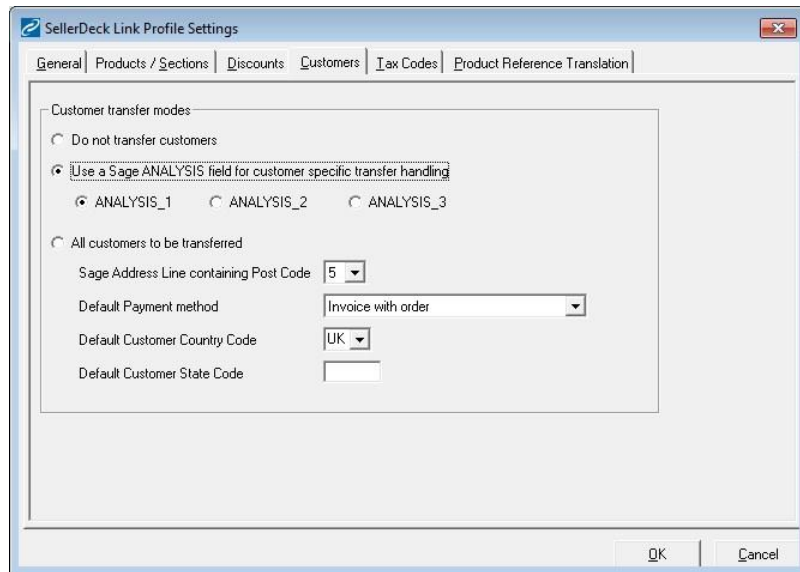 SellerDeck Link Profile Settings
General Products / Sections Discounts Customers Tax Codes Product Reference Translation
Customer transfer modes
Do not transfer customers
Use a Sage ANALYSIS field for customer specific transfer handling
ANALYSIS_1 ANALYSIS_2 ANALYSIS_3
All customers to be transferred
Sage Address Line containing Post Code 5
Default Payment method Invoice with order
Default Customer Country Code UK
Default Customer State Code
OK Cancel